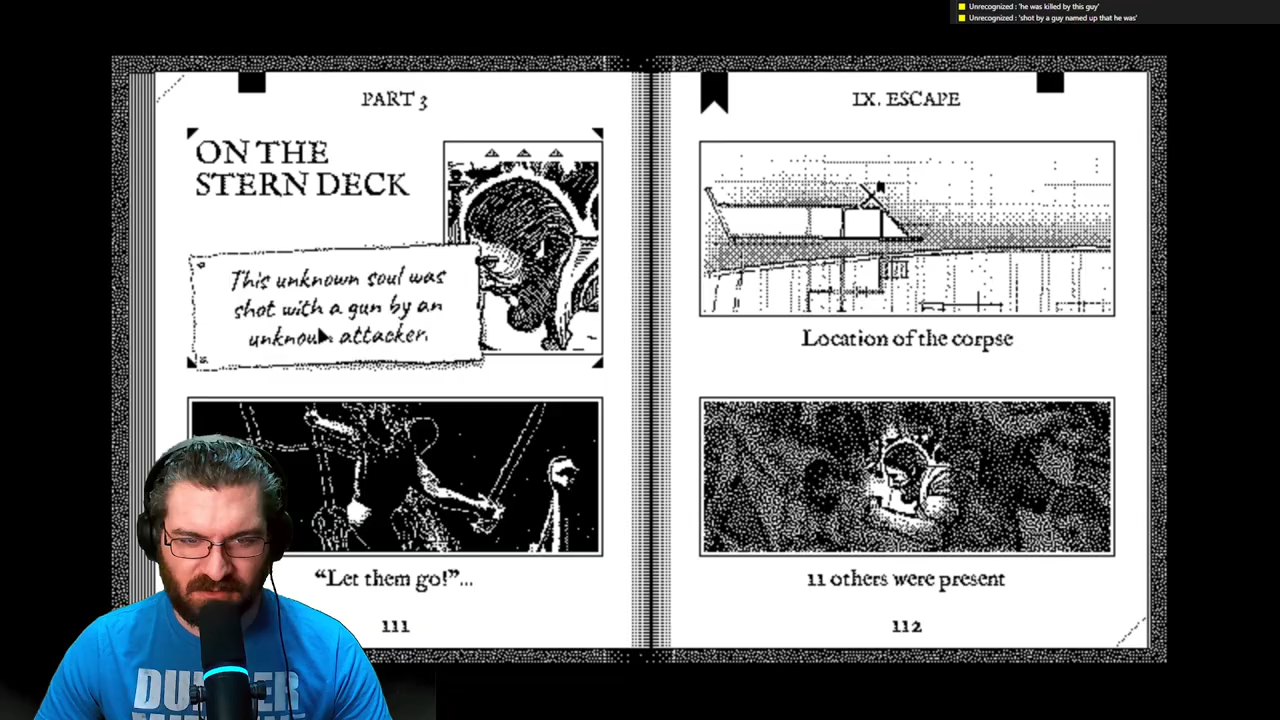 Unrecognized : 'he was killed by this guy'
Unrecognized : 'shot by a guy named up that he was'
PART 3
ON THE
STERN DECK
This unknown soul was
shot with a gun by an
unknown attacker.
"Let them go!"...
111
IX. ESCAPE
Location of the corpse
11 others were present
112